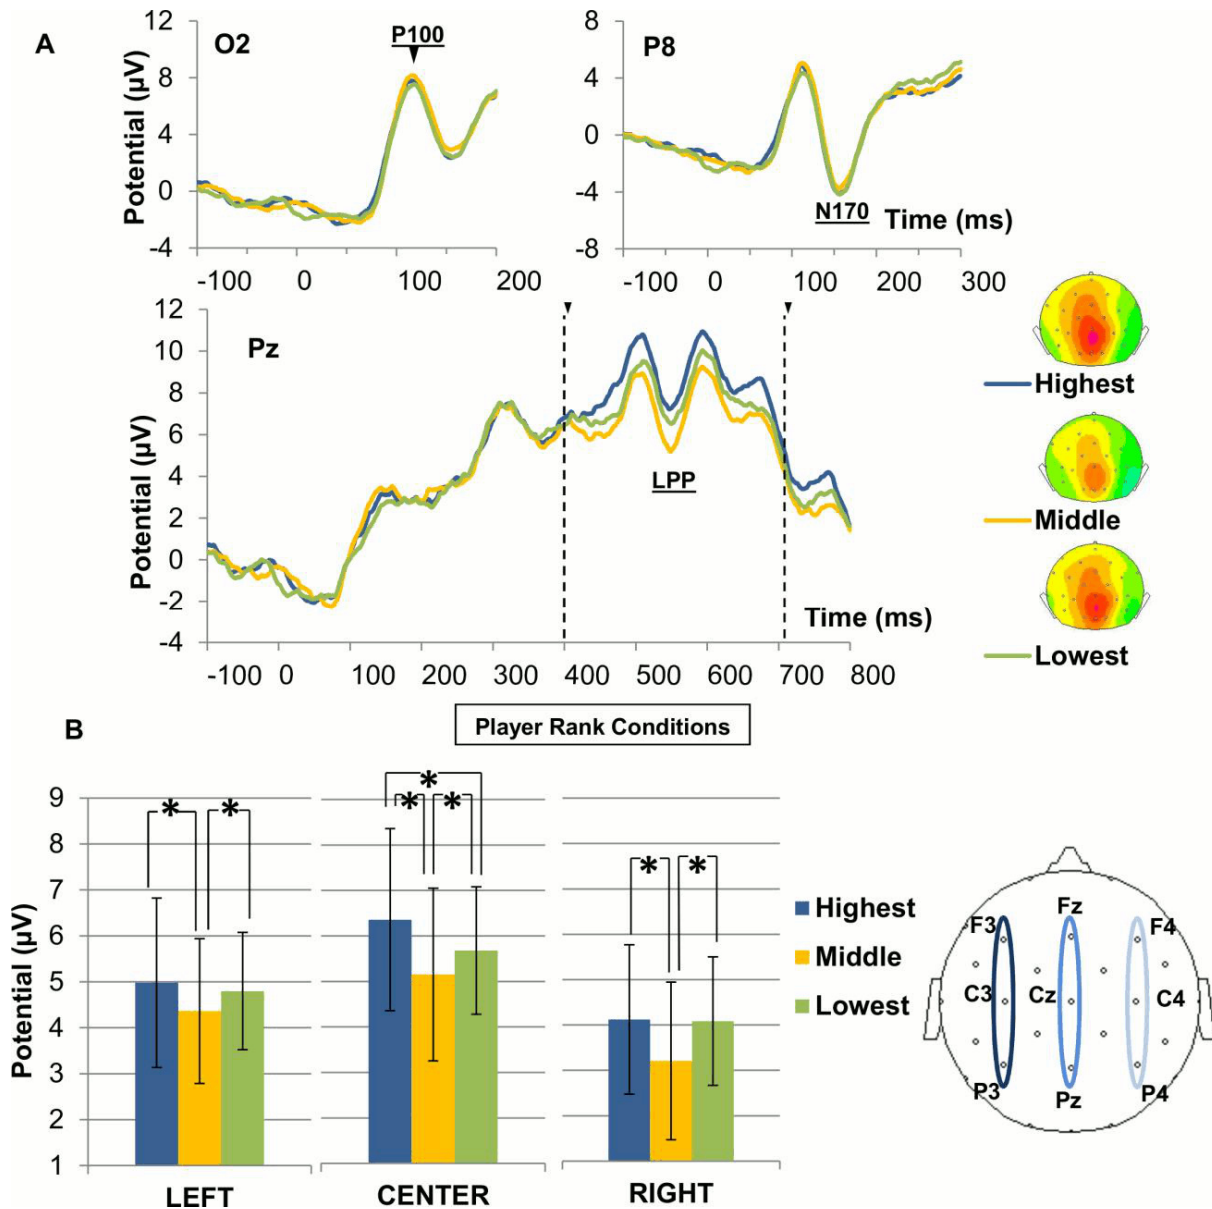 A
O2
P100
Potential (µV)
12
8
4
0
-4
-100 0 100 200
P8
N170
Time (ms)
8
4
0
-4
-8
-100 0 100 200 300
Pz
LPP
Potential (µV)
12
10
8
6
4
2
0
-2
-4
Time (ms)
-100 0 100 200 300 400 500 600 700 800
Highest
Middle
Lowest
B
Player Rank Conditions
Potential (µV)
9
8
7
6
5
4
3
2
1
* *
* * *
* *
LEFT CENTER RIGHT
Highest
Middle
Lowest
F3 Fz F4
C3 Cz C4
P3 Pz P4